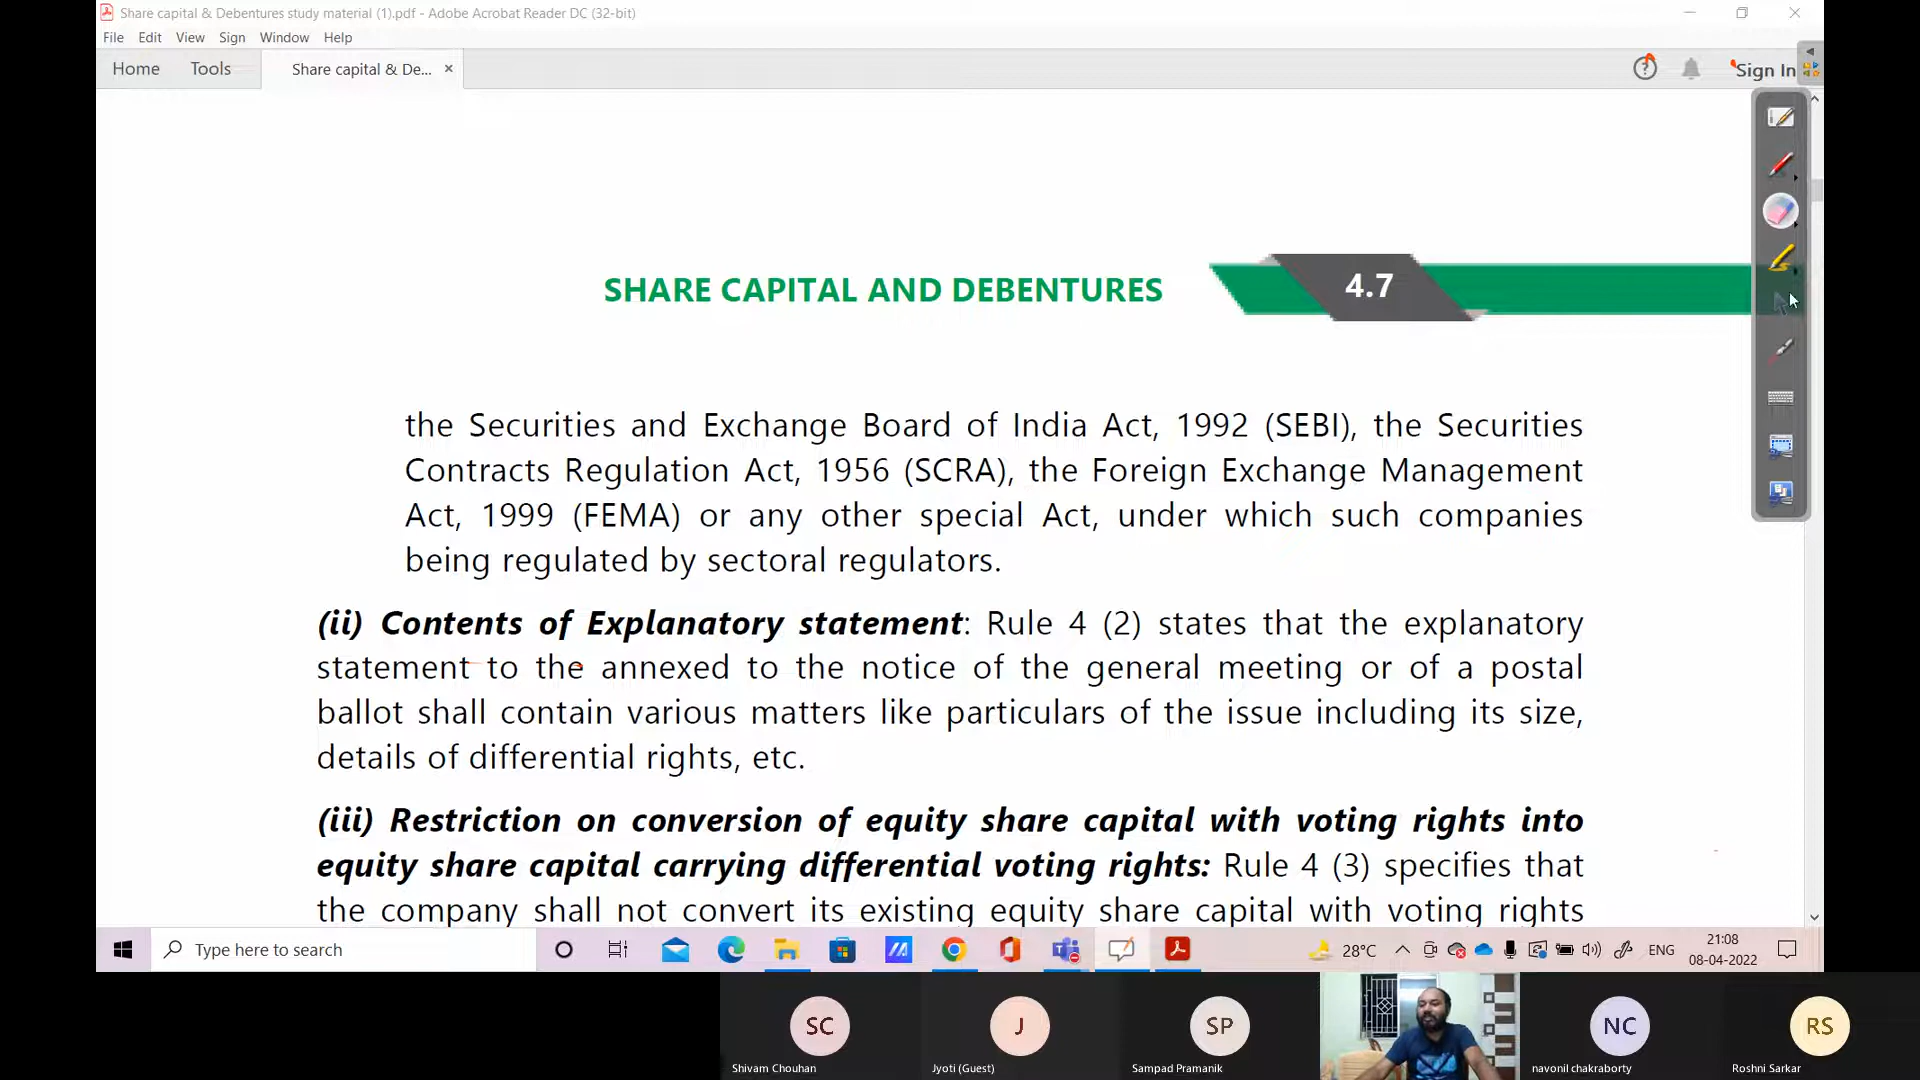 Share capital & Debentures study material (1).pdf - Adobe Acrobat Reader DC (32-bit)
File Edit View Sign Window Help
Home Tools Share capital & De... × Sign In
SHARE CAPITAL AND DEBENTURES 4.7
the Securities and Exchange Board of India Act, 1992 (SEBI), the Securities
Contracts Regulation Act, 1956 (SCRA), the Foreign Exchange Management
Act, 1999 (FEMA) or any other special Act, under which such companies
being regulated by sectoral regulators.
(ii) Contents of Explanatory statement: Rule 4 (2) states that the explanatory
statement to the annexed to the notice of the general meeting or of a postal
ballot shall contain various matters like particulars of the issue including its size,
details of differential rights, etc.
(iii) Restriction on conversion of equity share capital with voting rights into
equity share capital carrying differential voting rights: Rule 4 (3) specifies that
the company shall not convert its existing equity share capital with voting rights
Type here to search 28°C ENG 21:08
08-04-2022
SC J SP NC RS
Shivam Chouhan Jyoti (Guest) Sampad Pramanik navonil chakraborty Roshni Sarkar